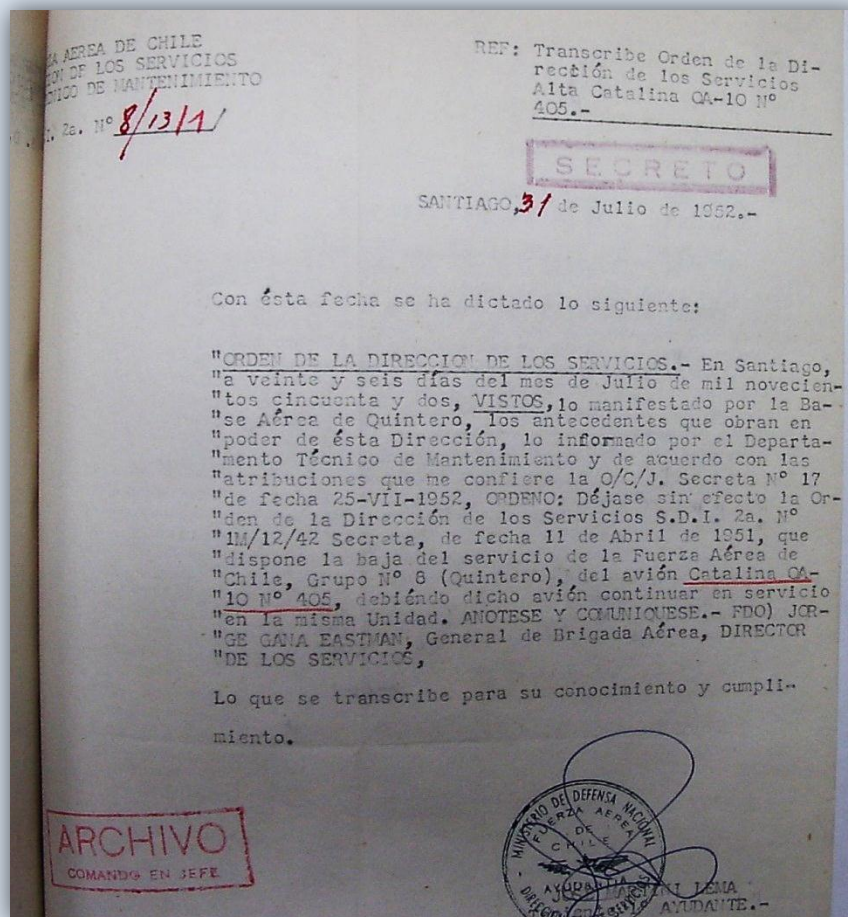 AEREA DE CHILE
DE LOS SERVICIOS
DE MANTENIMIENTO
2a. Nº 8/13/1/
REF: Transcribe Orden de la Di-
rección de los Servicios
Alta Catalina OA-10 Nº
405.-
SECRETO
SANTIAGO, 31 de Julio de 1952.-
Con ésta fecha se ha dictado lo siguiente:
"ORDEN DE LA DIRECCION DE LOS SERVICIOS.- En Santiago,
"a veinte y seis días del mes de Julio de mil novecien-
"tos cincuenta y dos, VISTOS, lo manifestado por la Ba-
"se Aérea de Quintero, los antecedentes que obran en
"poder de ésta Dirección, lo informado por el Departa-
"mento Técnico de Mantenimiento y de acuerdo con las
"atribuciones que me confiere la O/C/J. Secreta Nº 17
"de fecha 25-VII-1952, ORDENO: Déjase sin efecto la Or-
"den de la Dirección de los Servicios S.D.I. 2a. Nº
"1M/12/42 Secreta, de fecha 11 de Abril de 1951, que
"dispone la baja del servicio de la Fuerza Aérea de
"Chile, Grupo Nº 8 (Quintero), del avión Catalina OA-
"10 Nº 405, debiéndo dicho avión continuar en servicio
"en la misma Unidad. ANOTESE Y COMUNIQUESE.- FDO) JOR-
"GE GANA EASTMAN, General de Brigada Aérea, DIRECTOR
"DE LOS SERVICIOS,
Lo que se transcribe para su conocimiento y cumpli-
miento.
ARCHIVO
COMANDO EN JEFE
MINISTERIO DE DEFENSA NACIONAL
FUERZA AEREA
DE
CHILE
AYUDANTIA
MARTINI LEMA
AYUDANTE.-